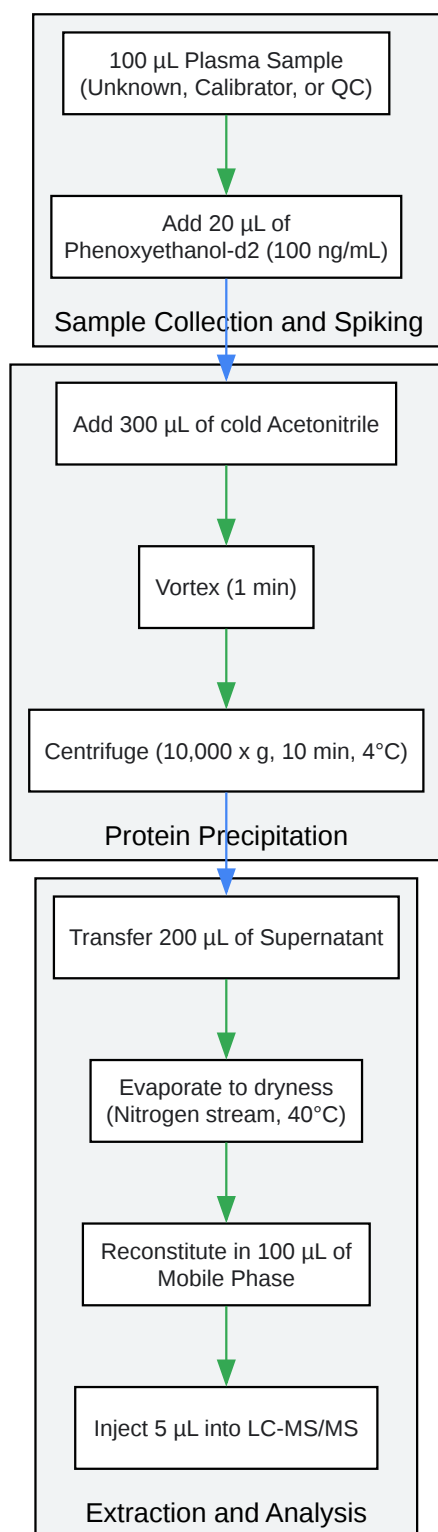 100 µL Plasma Sample
(Unknown, Calibrator, or QC)
Add 20 µL of
Phenoxyethanol-d2 (100 ng/mL)
Sample Collection and Spiking
Add 300 µL of cold Acetonitrile
Vortex (1 min)
Centrifuge (10,000 x g, 10 min, 4°C)
Protein Precipitation
Transfer 200 µL of Supernatant
Evaporate to dryness
(Nitrogen stream, 40°C)
Reconstitute in 100 µL of
Mobile Phase
Inject 5 µL into LC-MS/MS
Extraction and Analysis